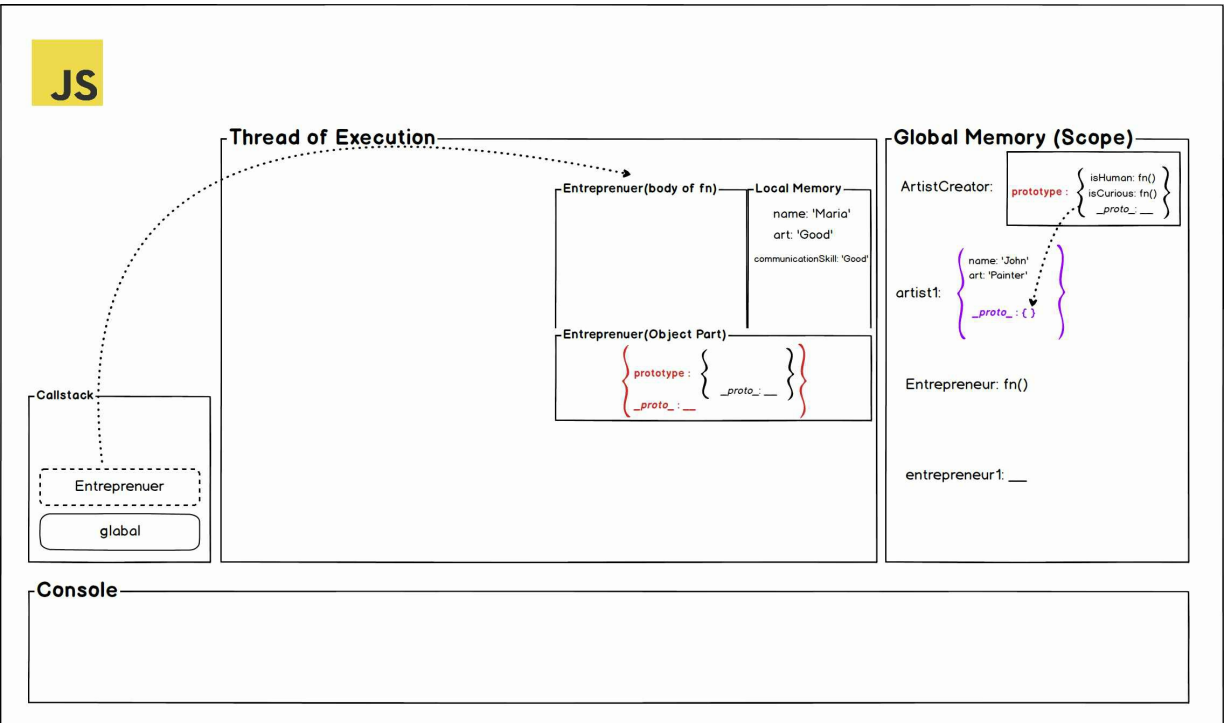 JS
Thread of Execution
Global Memory (Scope)
Entreprenuer(body of fn)
Local Memory
name: 'Maria'
art: 'Good'
communicationSkill: 'Good'
Entreprenuer(Object Part)
prototype :
_proto_: __
_proto_ : __
ArtistCreator:
prototype :
isHuman: fn()
isCurious: fn()
_proto_: __
artist1:
name: 'John'
art: 'Painter'
_proto_ : { }
Entrepreneur: fn()
entrepreneur1: __
Callstack
Entreprenuer
glabal
Console